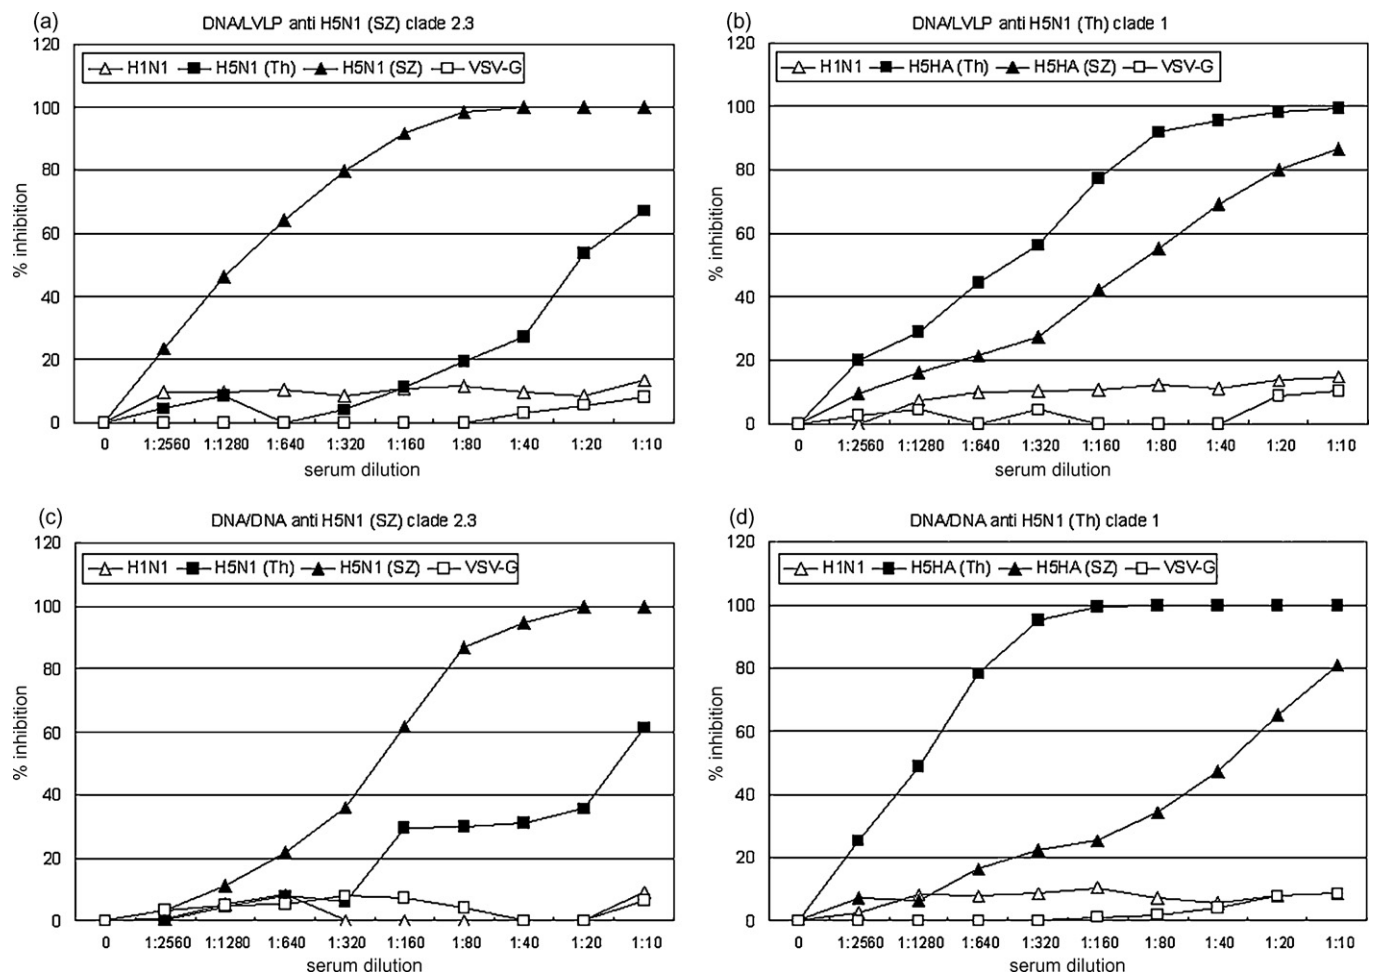 (a)
DNA/LVLP anti H5N1 (SZ) clade 2.3
120
H1N1 H5N1 (Th) H5N1 (SZ) VSV-G
100
80
60
40
20
0
% inhibition
0 1:2560 1:1280 1:640 1:320 1:160 1:80 1:40 1:20 1:10
serum dilution
(b)
DNA/LVLP anti H5N1 (Th) clade 1
120
H1N1 H5HA (Th) H5HA (SZ) VSV-G
100
80
60
40
20
0
% inhibition
0 1:2560 1:1280 1:640 1:320 1:160 1:80 1:40 1:20 1:10
serum dilution
(c)
DNA/DNA anti H5N1 (SZ) clade 2.3
120
H1N1 H5N1 (Th) H5N1 (SZ) VSV-G
100
80
60
40
20
0
% inhibition
0 1:2560 1:1280 1:640 1:320 1:160 1:80 1:40 1:20 1:10
serum dilution
(d)
DNA/DNA anti H5N1 (Th) clade 1
120
H1N1 H5HA (Th) H5HA (SZ) VSV-G
100
80
60
40
20
0
% inhibition
0 1:2560 1:1280 1:640 1:320 1:160 1:80 1:40 1:20 1:10
serum dilution